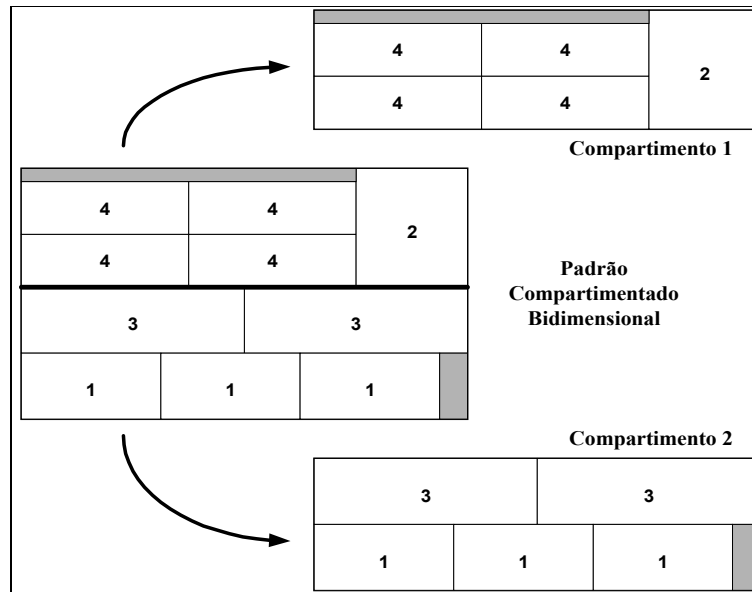 4 4 2
4 4
Compartimento 1
4 4 2
4 4
Padrão
Compartimentado
Bidimensional
3 3
1 1 1
Compartimento 2
3 3
1 1 1